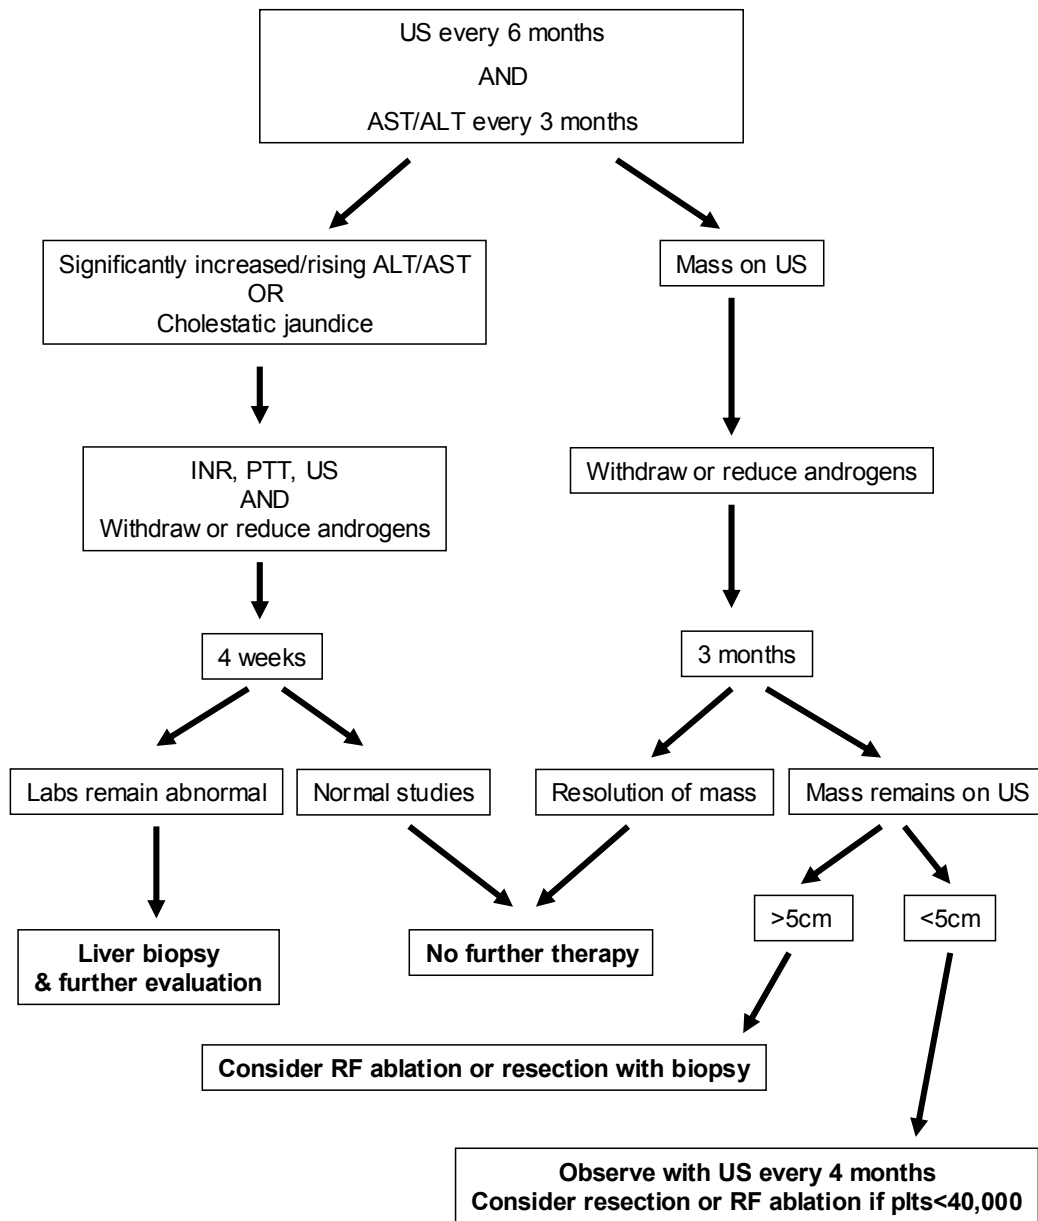 US every 6 months
AND
AST/ALT every 3 months
Significantly increased/rising ALT/AST
OR
Cholestatic jaundice
Mass on US
INR, PTT, US
AND
Withdraw or reduce androgens
Withdraw or reduce androgens
4 weeks
3 months
Labs remain abnormal
Normal studies
Resolution of mass
Mass remains on US
>5cm
<5cm
Liver biopsy
& further evaluation
No further therapy
Consider RF ablation or resection with biopsy
Observe with US every 4 months
Consider resection or RF ablation if plts<40,000